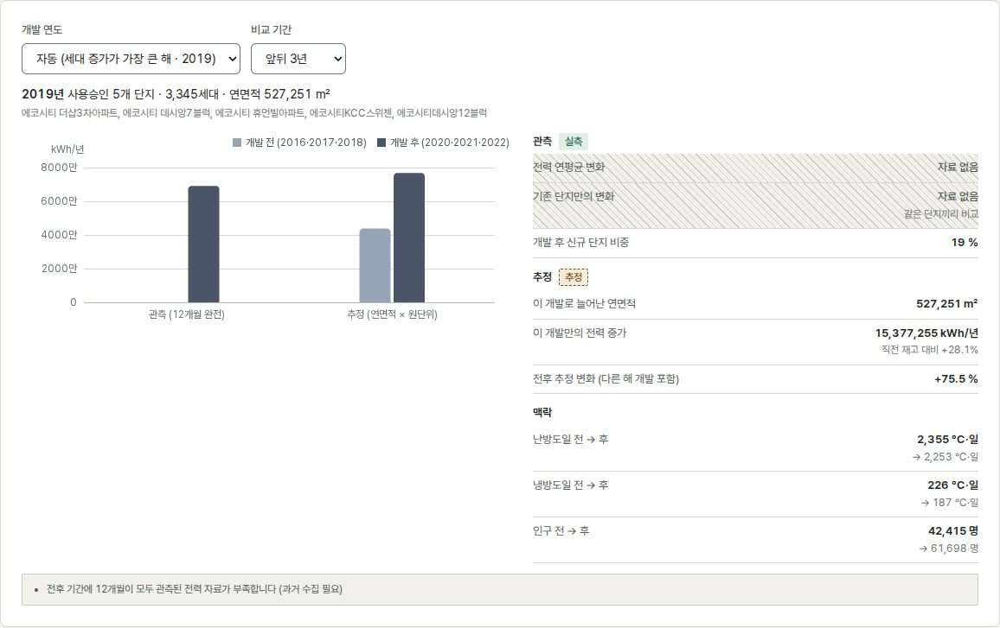 개발 연도
비교 기간
자동 (세대 증가가 가장 큰 해 · 2019)
앞뒤 3년
2019년 사용승인 5개 단지 · 3,345세대 · 연면적 527,251 m²
에코시티 더샵3차아파트, 에코시티 데시앙7블럭, 에코시티 휴먼빌아파트, 에코시티KCC스위첸, 에코시티데시앙12블럭
kWh/년
개발 전 (2016·2017·2018)
개발 후 (2020·2021·2022)
8000만
6000만
4000만
2000만
0
관측 (12개월 완전)
추정 (연면적 × 원단위)
관측 실측
전력 연평균 변화 자료 없음
기존 단지만의 변화 자료 없음
같은 단지끼리 비교
개발 후 신규 단지 비중 19 %
추정 추정
이 개발로 늘어난 연면적 527,251 m²
이 개발만의 전력 증가 15,377,255 kWh/년
직전 재고 대비 +28.1%
전후 추정 변화 (다른 해 개발 포함) +75.5 %
맥락
난방도일 전 → 후 2,355 °C·일
→ 2,253 °C·일
냉방도일 전 → 후 226 °C·일
→ 187 °C·일
인구 전 → 후 42,415 명
→ 61,698 명
• 전후 기간에 12개월이 모두 관측된 전력 자료가 부족합니다 (과거 수집 필요)